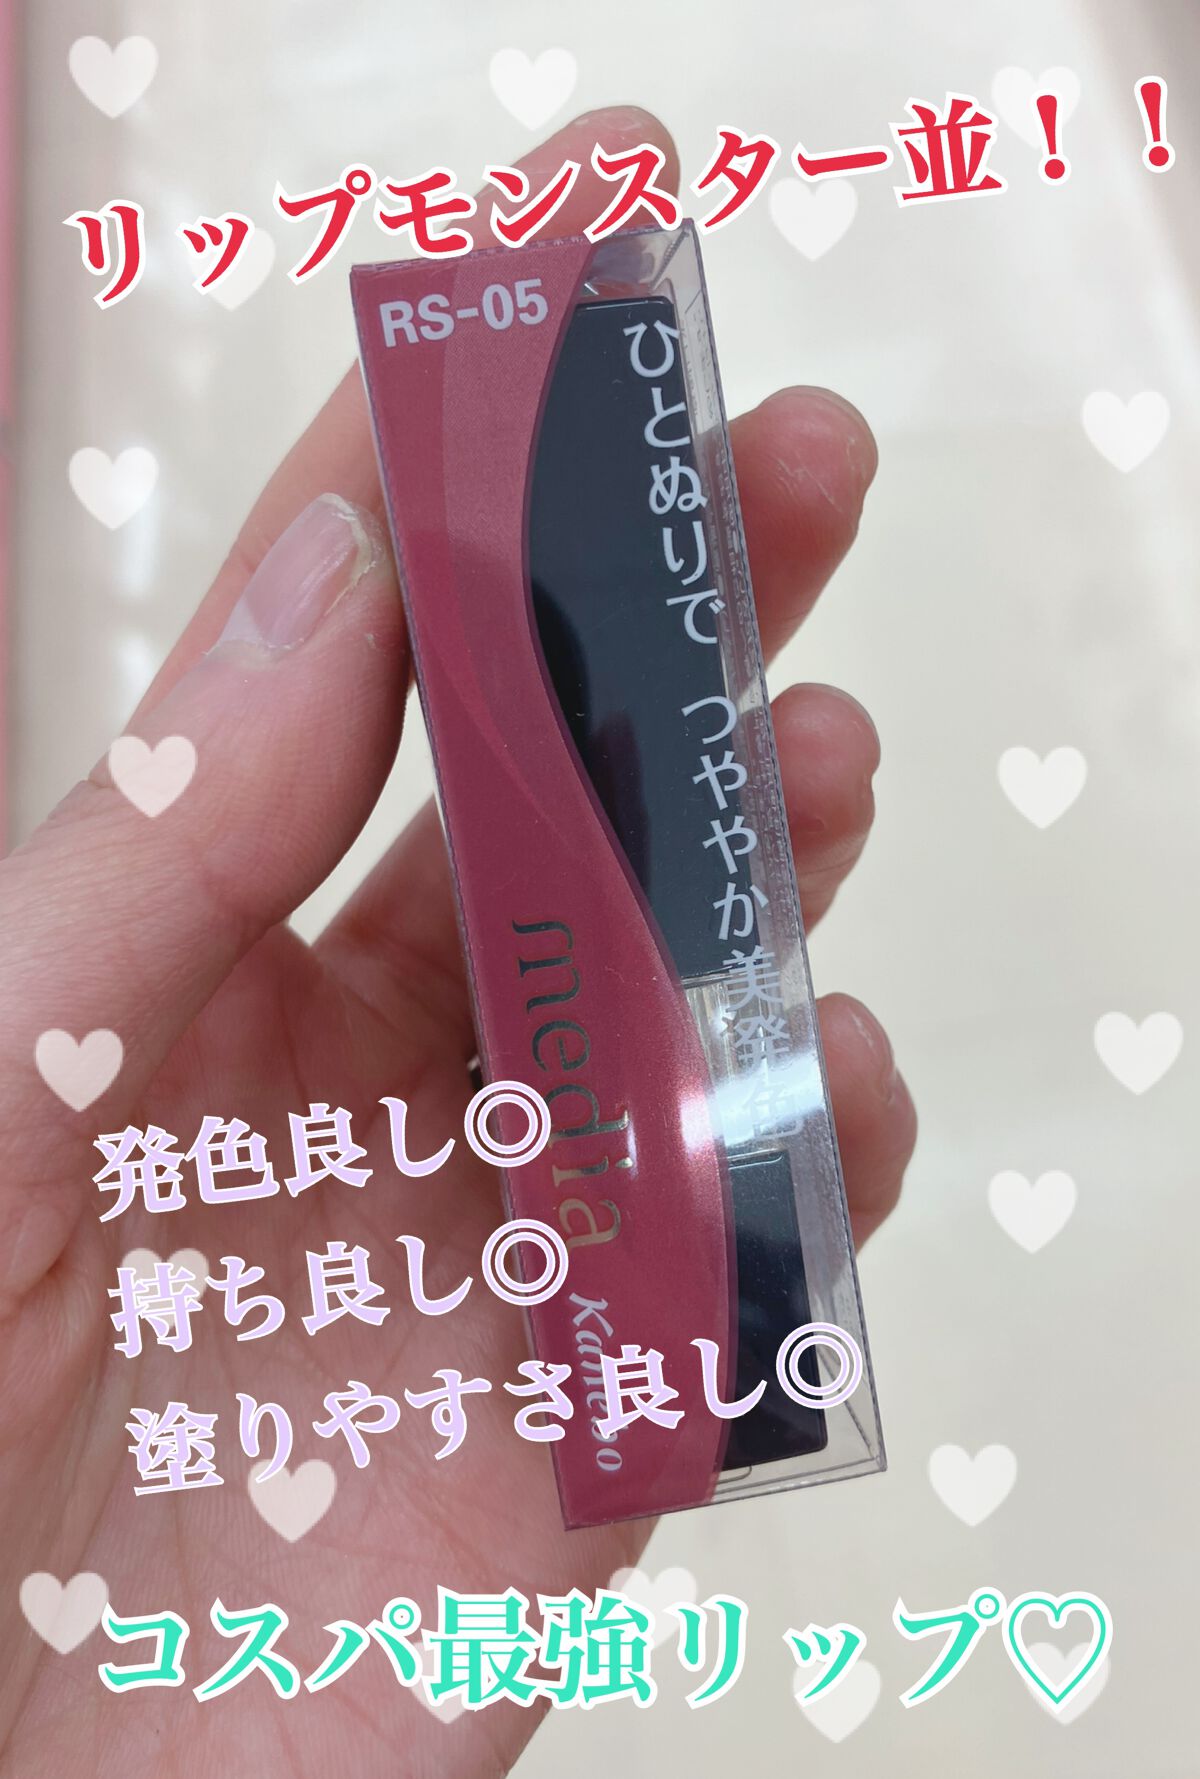 リップモンスター並！！
RS-05
ひとぬりで つややか美発色
media
Kanebo
発色良し◎
持ち良し◎
塗りやすさ良し◎
コスパ最強リップ♡